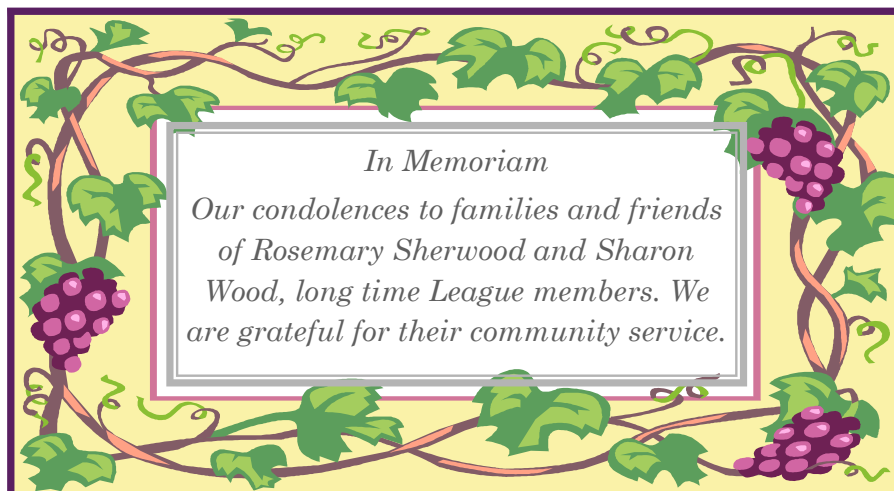 In Memoriam
Our condolences to families and friends
of Rosemary Sherwood and Sharon
Wood, long time League members. We
are grateful for their community service.